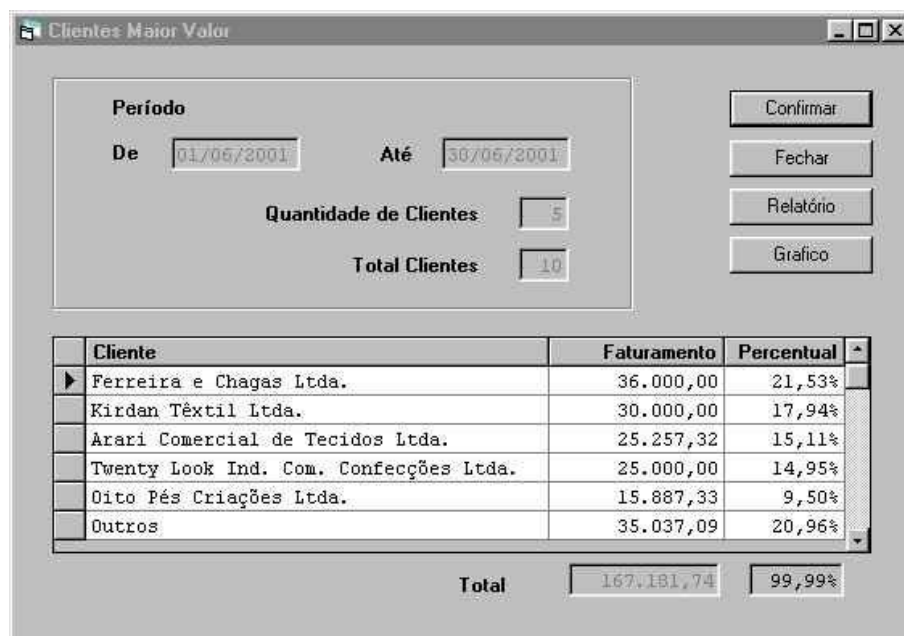 Clientes Maior Valor
Período
De 01/06/2001 Até 30/06/2001
Quantidade de Clientes 5
Total Clientes 10
Confirmar
Fechar
Relatório
Grafico
Cliente Faturamento Percentual
Ferreira e Chagas Ltda. 36.000,00 21,53%
Kirdan Têxtil Ltda. 30.000,00 17,94%
Arari Comercial de Tecidos Ltda. 25.257,32 15,11%
Twenty Look Ind. Com. Confecções Ltda. 25.000,00 14,95%
Oito Pés Criações Ltda. 15.887,33 9,50%
Outros 35.037,09 20,96%
Total 167.181,74 99,99%